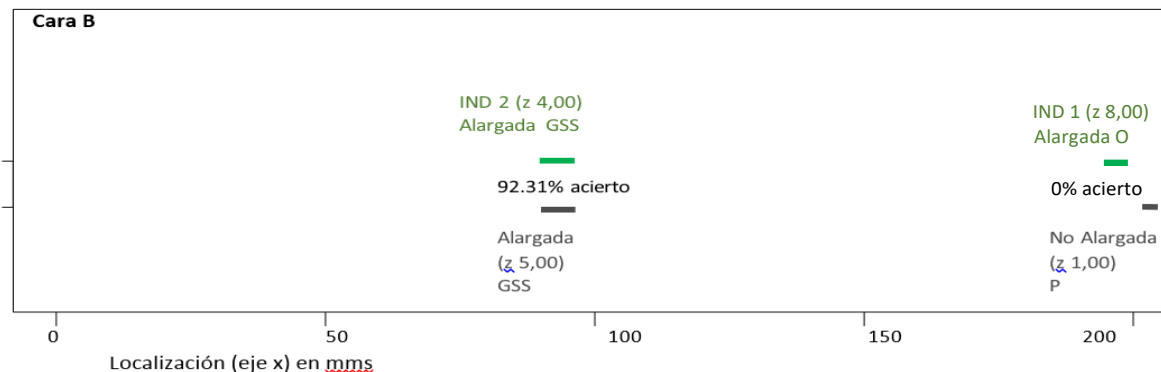 Cara B
IND 2 (z 4,00)
Alargada GSS
IND 1 (z 8,00)
Alargada O
92.31% acierto
0% acierto
Alargada
(z 5,00)
GSS
No Alargada
(z 1,00)
P
0 50 100 150 200
Localización (eje x) en mms